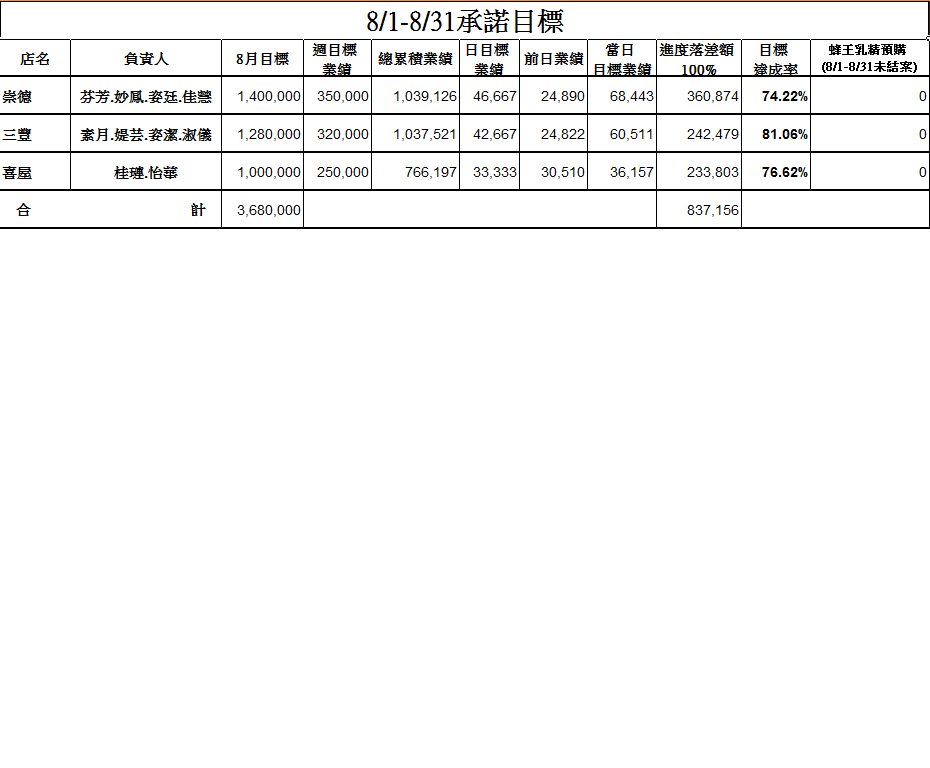 8/1-8/31承諾目標
店名 負責人 8月目標 週目標業績 總累積業績 日目標業績 前日業績 當日目標業績 進度落差額100% 目標達成率 蜂王乳精預購(8/1-8/31未結案)
崇德 芬芳.妙鳳.姿廷.佳慧 1,400,000 350,000 1,039,126 46,667 24,890 68,443 360,874 74.22% 0
三豐 素月.媞芸.姿潔.淑儀 1,280,000 320,000 1,037,521 42,667 24,822 60,511 242,479 81.06% 0
喜屋 桂璉.怡華 1,000,000 250,000 766,197 33,333 30,510 36,157 233,803 76.62% 0
合 計 3,680,000 837,156